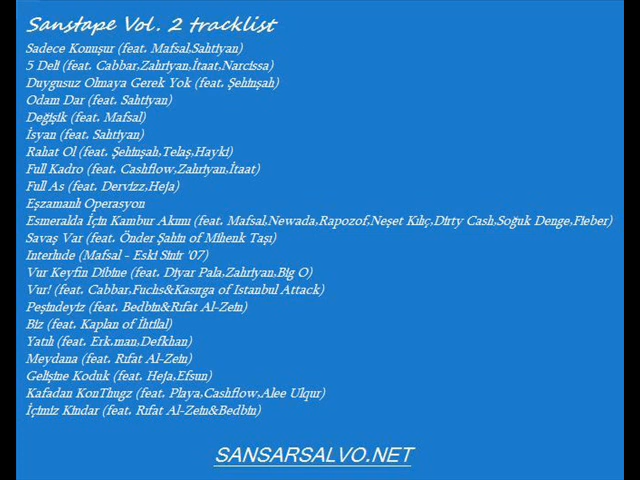 Sanstape Vol. 2 tracklist
Sadece Konuşur (feat. Mafsal,Sahtiyan)
5 Deli (feat. Cabbar,Zahriyan,İtaat,Narcissa)
Duygusuz Olmaya Gerek Yok (feat. Şehinşah)
Odam Dar (feat. Sahtiyan)
Değişik (feat. Mafsal)
İsyan (feat. Sahtiyan)
Rahat Ol (feat. Şehinşah,Telaş,Hayki)
Full Kadro (feat. Cashflow,Zahriyan,İtaat)
Full As (feat. Dervizz,Heja)
Eşzamanlı Operasyon
Esmeralda İçin Kambur Akını (feat. Mafsal,Newada,Rapozof,Neşet Kılıç,Dirty Cash,Soğuk Denge,Fieber)
Savaş Var (feat. Önder Şahin of Mihenk Taşı)
Interlude (Mafsal - Eski Sinir '07)
Vur Keyfin Dibine (feat. Diyar Pala,Zahriyan,Big O)
Vur! (feat. Cabbar,Fuchs&Kasırga of Istanbul Attack)
Peşindeyiz (feat. Bedbin&Rıfat Al-Zein)
Biz (feat. Kaplan of İhtilal)
Yatılı (feat. Erk.man,Defkhan)
Meydana (feat. Rıfat Al-Zein)
Gelişine Koduk (feat. Heja,Efsun)
Kafadan KonThugz (feat. Playa,Cashflow,Alee Ulqur)
İçimiz Kindar (feat. Rıfat Al-Zein&Bedbin)
SANSARSALVO.NET